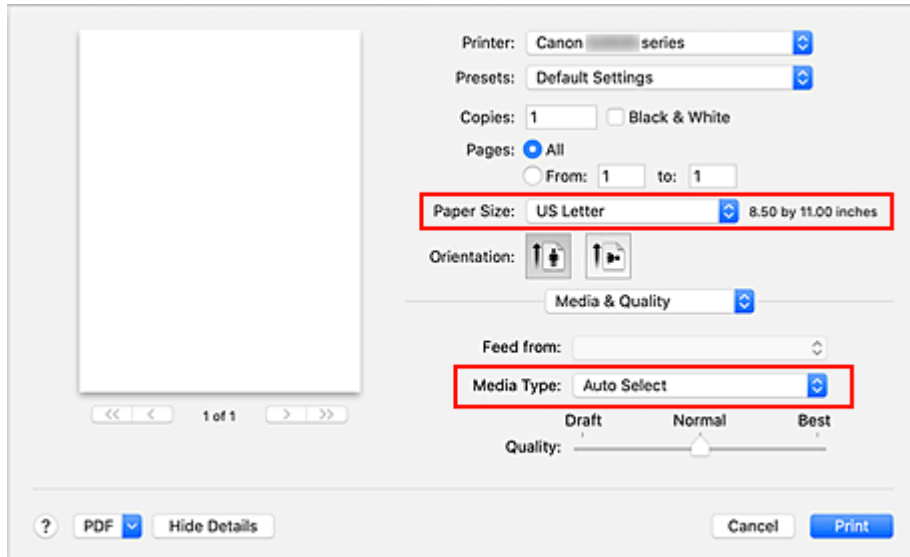 Printer: Canon series
Presets: Default Settings
Copies: 1 Black & White
Pages: All
From: 1 to: 1
Paper Size: US Letter 8.50 by 11.00 inches
Orientation:
Media & Quality
Feed from:
Media Type: Auto Select
<< < 1 of 1 > >>
Draft Normal Best
Quality:
? PDF Hide Details Cancel Print